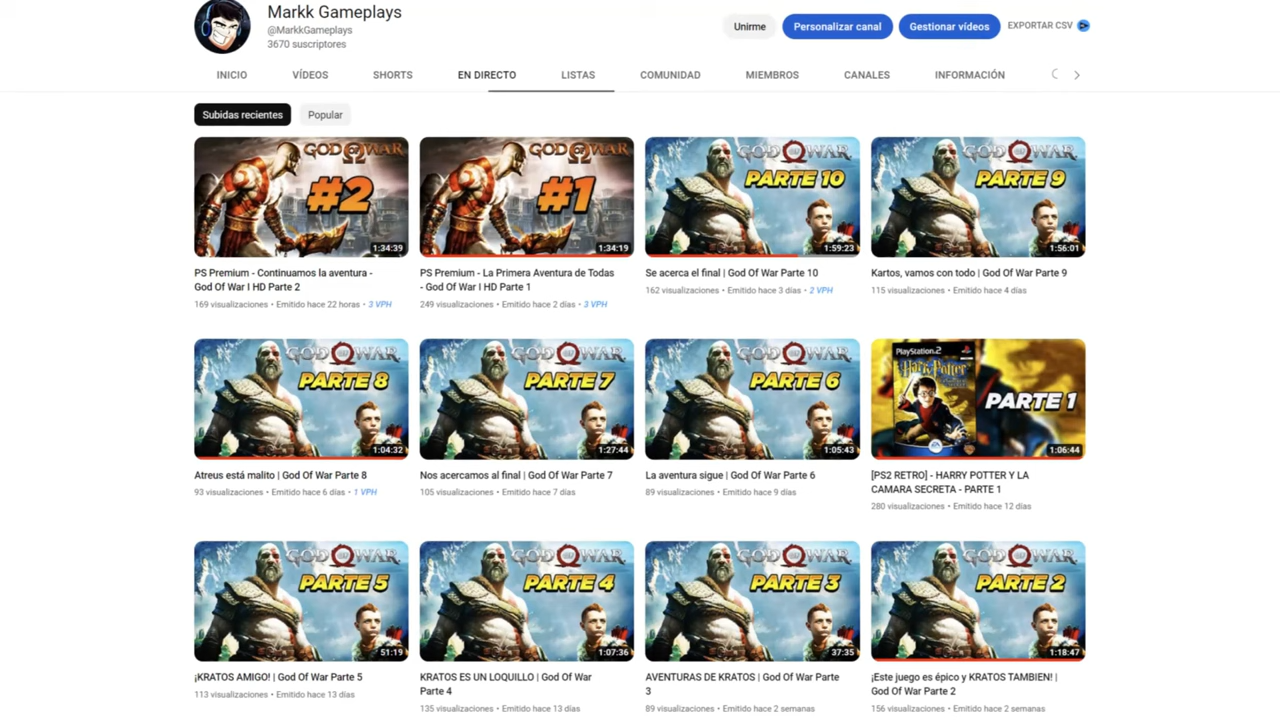 Markk Gameplays
@MarkkGameplays
3670 suscriptores
Unirme
Personalizar canal
Gestionar vídeos
EXPORTAR CSV
INICIO
VÍDEOS
SHORTS
EN DIRECTO
LISTAS
COMUNIDAD
MIEMBROS
CANALES
INFORMACIÓN
Subidas recientes
Popular
GOD OF WAR
#2
1:34:39
GOD OF WAR
#1
1:34:19
GOD OF WAR
PARTE 10
1:59:23
GOD OF WAR
PARTE 9
1:56:01
PS Premium - Continuamos la aventura -
God Of War I HD Parte 2
169 visualizaciones • Emitido hace 22 horas • 3 VPH
PS Premium - La Primera Aventura de Todas
- God Of War I HD Parte 1
249 visualizaciones • Emitido hace 2 días • 3 VPH
Se acerca el final | God Of War Parte 10
162 visualizaciones • Emitido hace 3 días • 2 VPH
Kartos, vamos con todo | God Of War Parte 9
115 visualizaciones • Emitido hace 4 días
GOD OF WAR
PARTE 8
1:04:32
GOD OF WAR
PARTE 7
1:27:44
GOD OF WAR
PARTE 6
1:05:43
PlayStation.2
Harry Potter
PARTE 1
1:06:44
Atreus está malito | God Of War Parte 8
93 visualizaciones • Emitido hace 6 días • 1 VPH
Nos acercamos al final | God Of War Parte 7
105 visualizaciones • Emitido hace 7 días
La aventura sigue | God Of War Parte 6
89 visualizaciones • Emitido hace 9 días
[PS2 RETRO] - HARRY POTTER Y LA
CAMARA SECRETA - PARTE 1
280 visualizaciones • Emitido hace 12 días
GOD OF WAR
PARTE 5
51:19
GOD OF WAR
PARTE 4
1:07:36
GOD OF WAR
PARTE 3
37:35
GOD OF WAR
PARTE 2
1:18:47
¡KRATOS AMIGO! | God Of War Parte 5
113 visualizaciones • Emitido hace 13 días
KRATOS ES UN LOQUILLO | God Of War
Parte 4
135 visualizaciones • Emitido hace 13 días
AVENTURAS DE KRATOS | God Of War Parte
3
89 visualizaciones • Emitido hace 2 semanas
¡Este juego es épico y KRATOS TAMBIEN! |
God Of War Parte 2
156 visualizaciones • Emitido hace 2 semanas